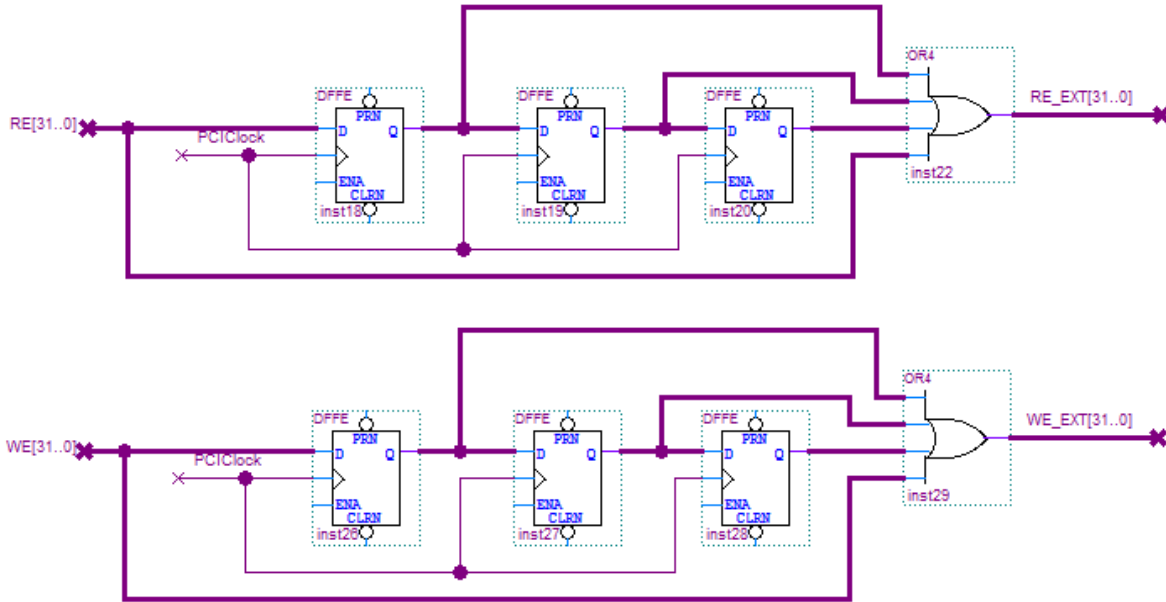 OR4
DFFE DFFE DFFE
PRN PRN PRN
RE[31..0] D Q D Q D Q RE_EXT[31..0]
PCIClock
ENA ENA ENA
CLRN CLRN CLRN
inst18 inst19 inst20 inst22
OR4
DFFE DFFE DFFE
PRN PRN PRN
WE[31..0] D Q D Q D Q WE_EXT[31..0]
PCIClock
ENA ENA ENA
CLRN CLRN CLRN
inst26 inst27 inst28 inst29